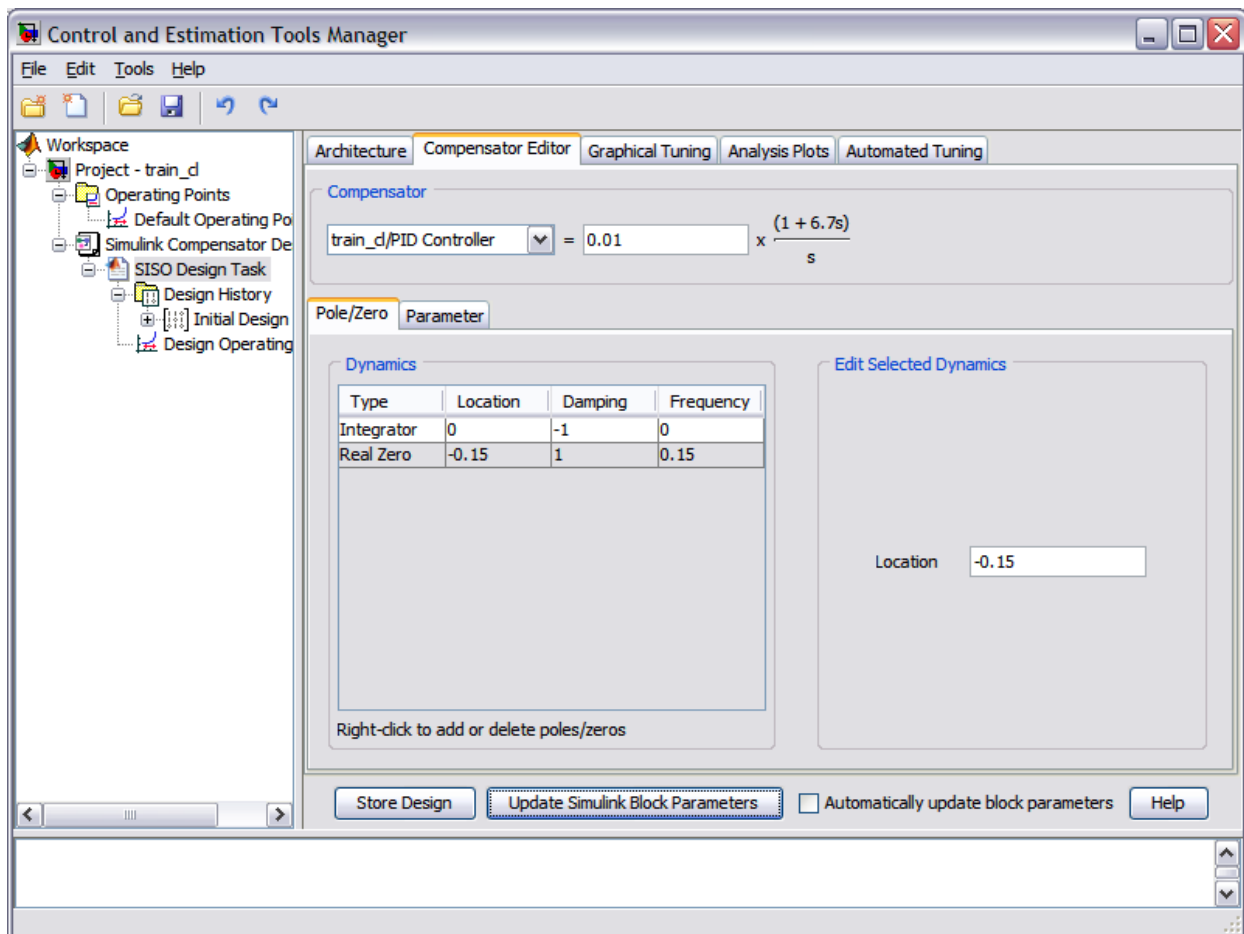 Control and Estimation Tools Manager
File Edit Tools Help
Workspace
Project - train_cl
Operating Points
Default Operating Po
Simulink Compensator De
SISO Design Task
Design History
Initial Design
Design Operating
Architecture Compensator Editor Graphical Tuning Analysis Plots Automated Tuning
Compensator
train_cl/PID Controller = 0.01 x (1 + 6.7s)
s
Pole/Zero Parameter
Dynamics
Type Location Damping Frequency
Integrator 0 -1 0
Real Zero -0.15 1 0.15
Right-click to add or delete poles/zeros
Edit Selected Dynamics
Location -0.15
Store Design Update Simulink Block Parameters Automatically update block parameters Help